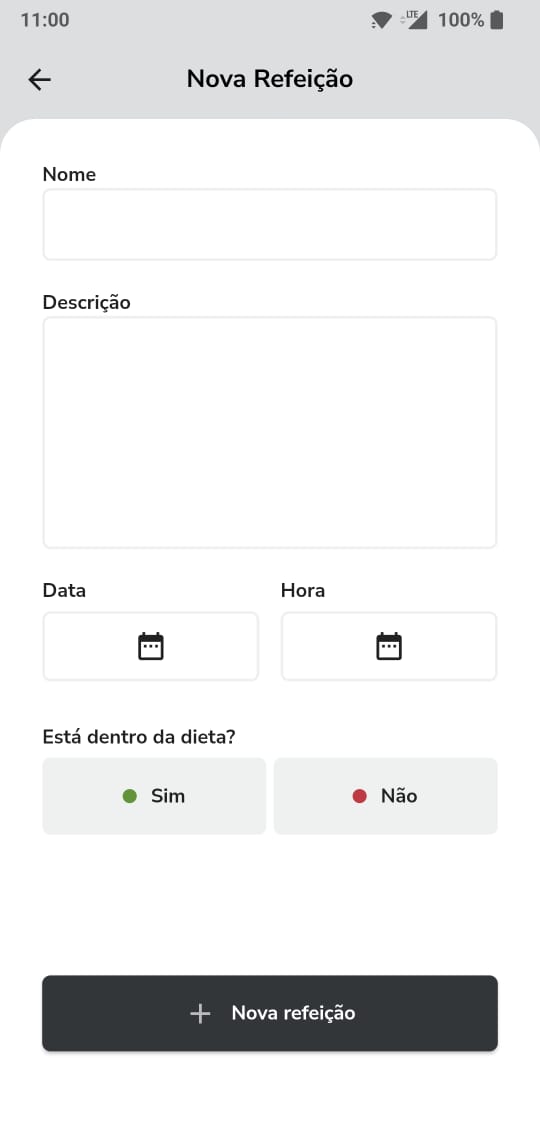 11:00 LTE 100%
Nova Refeição
Nome
Descrição
Data Hora
Está dentro da dieta?
Sim Não
Nova refeição